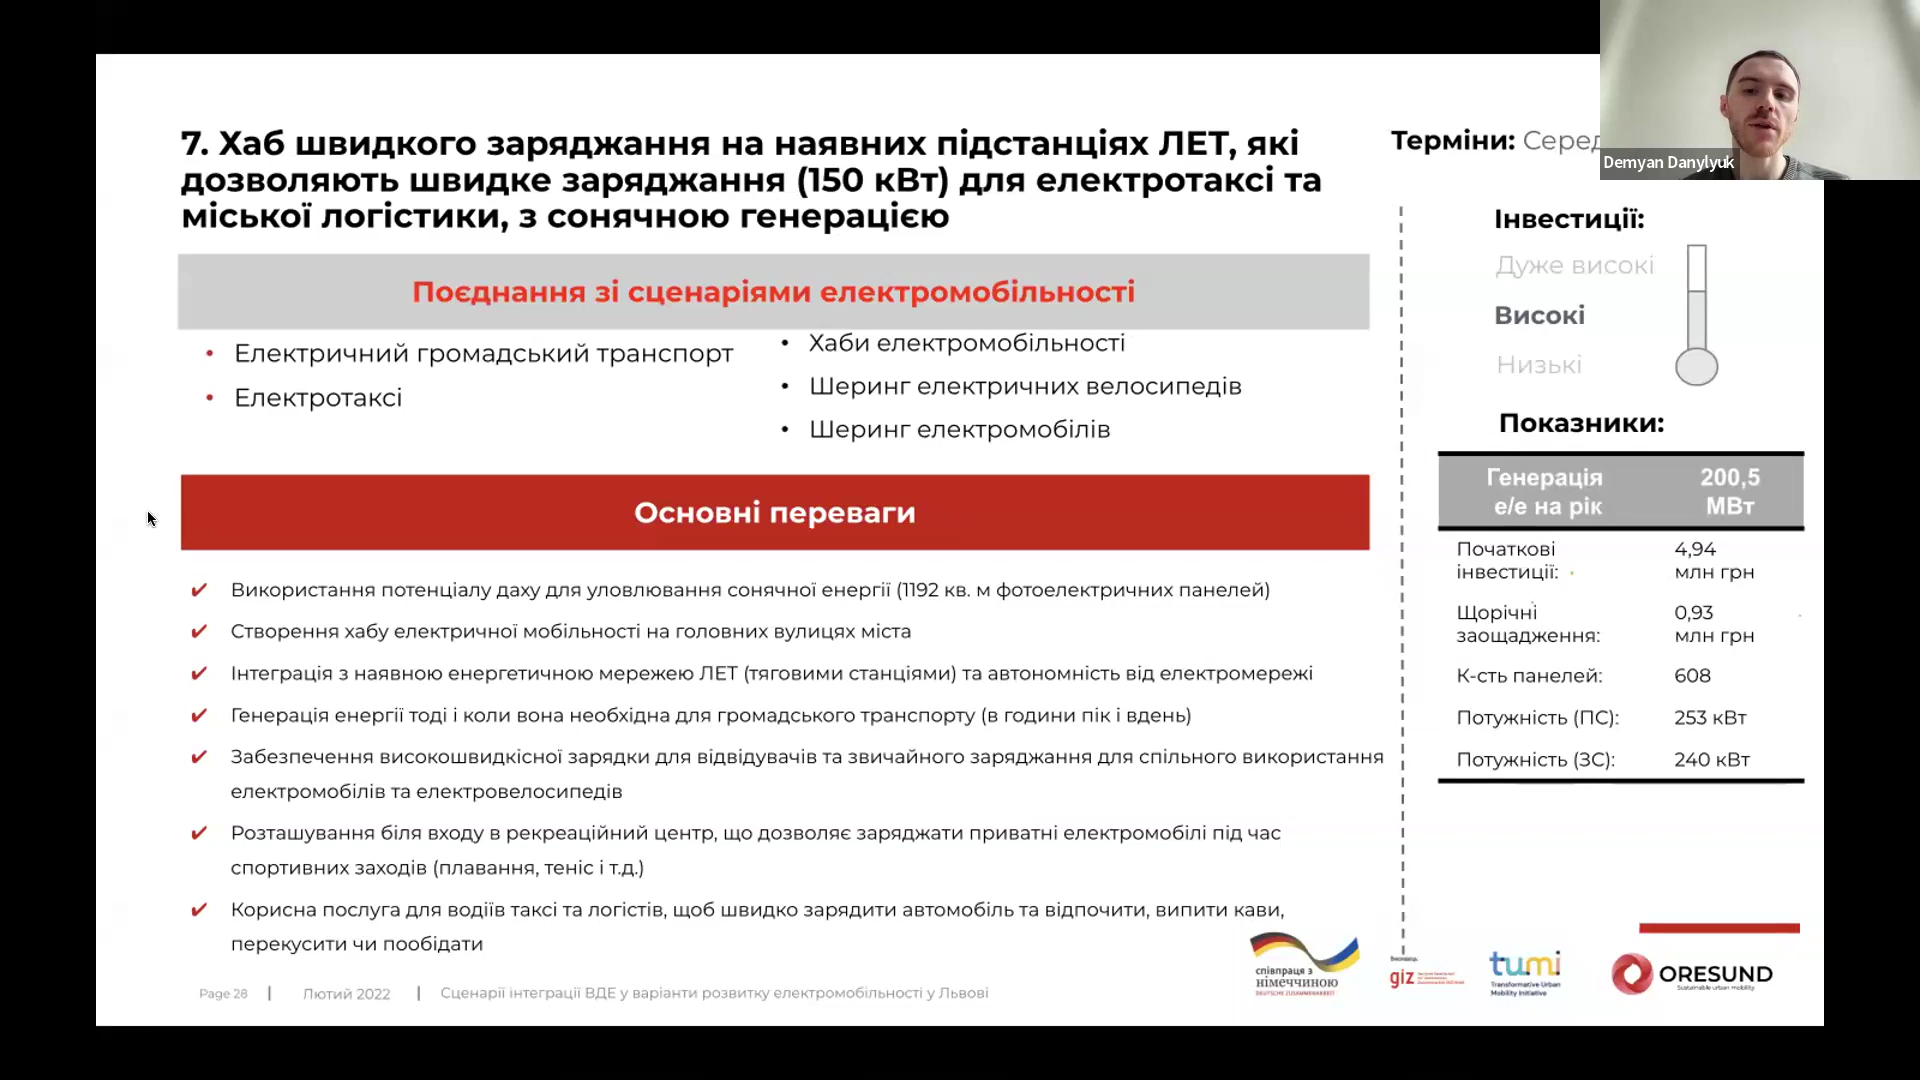 7. Хаб швидкого заряджання на наявних підстанціях ЛЕТ, які
дозволяють швидке заряджання (150 кВт) для електротаксі та
міської логістики, з сонячною генерацією
Терміни: Серед
Demyan Danylyuk
Поєднання зі сценаріями електромобільності
• Електричний громадський транспорт
• Електротаксі
• Хаби електромобільності
• Шеринг електричних велосипедів
• Шеринг електромобілів
Основні переваги
✔ Використання потенціалу даху для уловлювання сонячної енергії (1192 кв. м фотоелектричних панелей)
✔ Створення хабу електричної мобільності на головних вулицях міста
✔ Інтеграція з наявною енергетичною мережею ЛЕТ (тяговими станціями) та автономність від електромережі
✔ Генерація енергії тоді і коли вона необхідна для громадського транспорту (в години пік і вдень)
✔ Забезпечення високошвидкісної зарядки для відвідувачів та звичайного заряджання для спільного використання
електромобілів та електровелосипедів
✔ Розташування біля входу в рекреаційний центр, що дозволяє заряджати приватні електромобілі під час
спортивних заходів (плавання, теніс і т.д.)
✔ Корисна послуга для водіїв таксі та логістів, щоб швидко зарядити автомобіль та відпочити, випити кави,
перекусити чи пообідати
Інвестиції:
Дуже високі
Високі
Низькі
Показники:
Генерація 200,5
е/е на рік МВт
Початкові 4,94
інвестиції: млн грн
Щорічні 0,93
заощадження: млн грн
К-сть панелей: 608
Потужність (ПС): 253 кВт
Потужність (ЗС): 240 кВт
Page 28 | Лютий 2022 | Сценарії інтеграції ВДЕ у варіанти розвитку електромобільності у Львові
співпраця з
німеччиною
DEUTSCHE ZUSAMMENARBEIT
giz
tumi
Transformative Urban
Mobility Initiative
ORESUND
Sustainable urban mobility